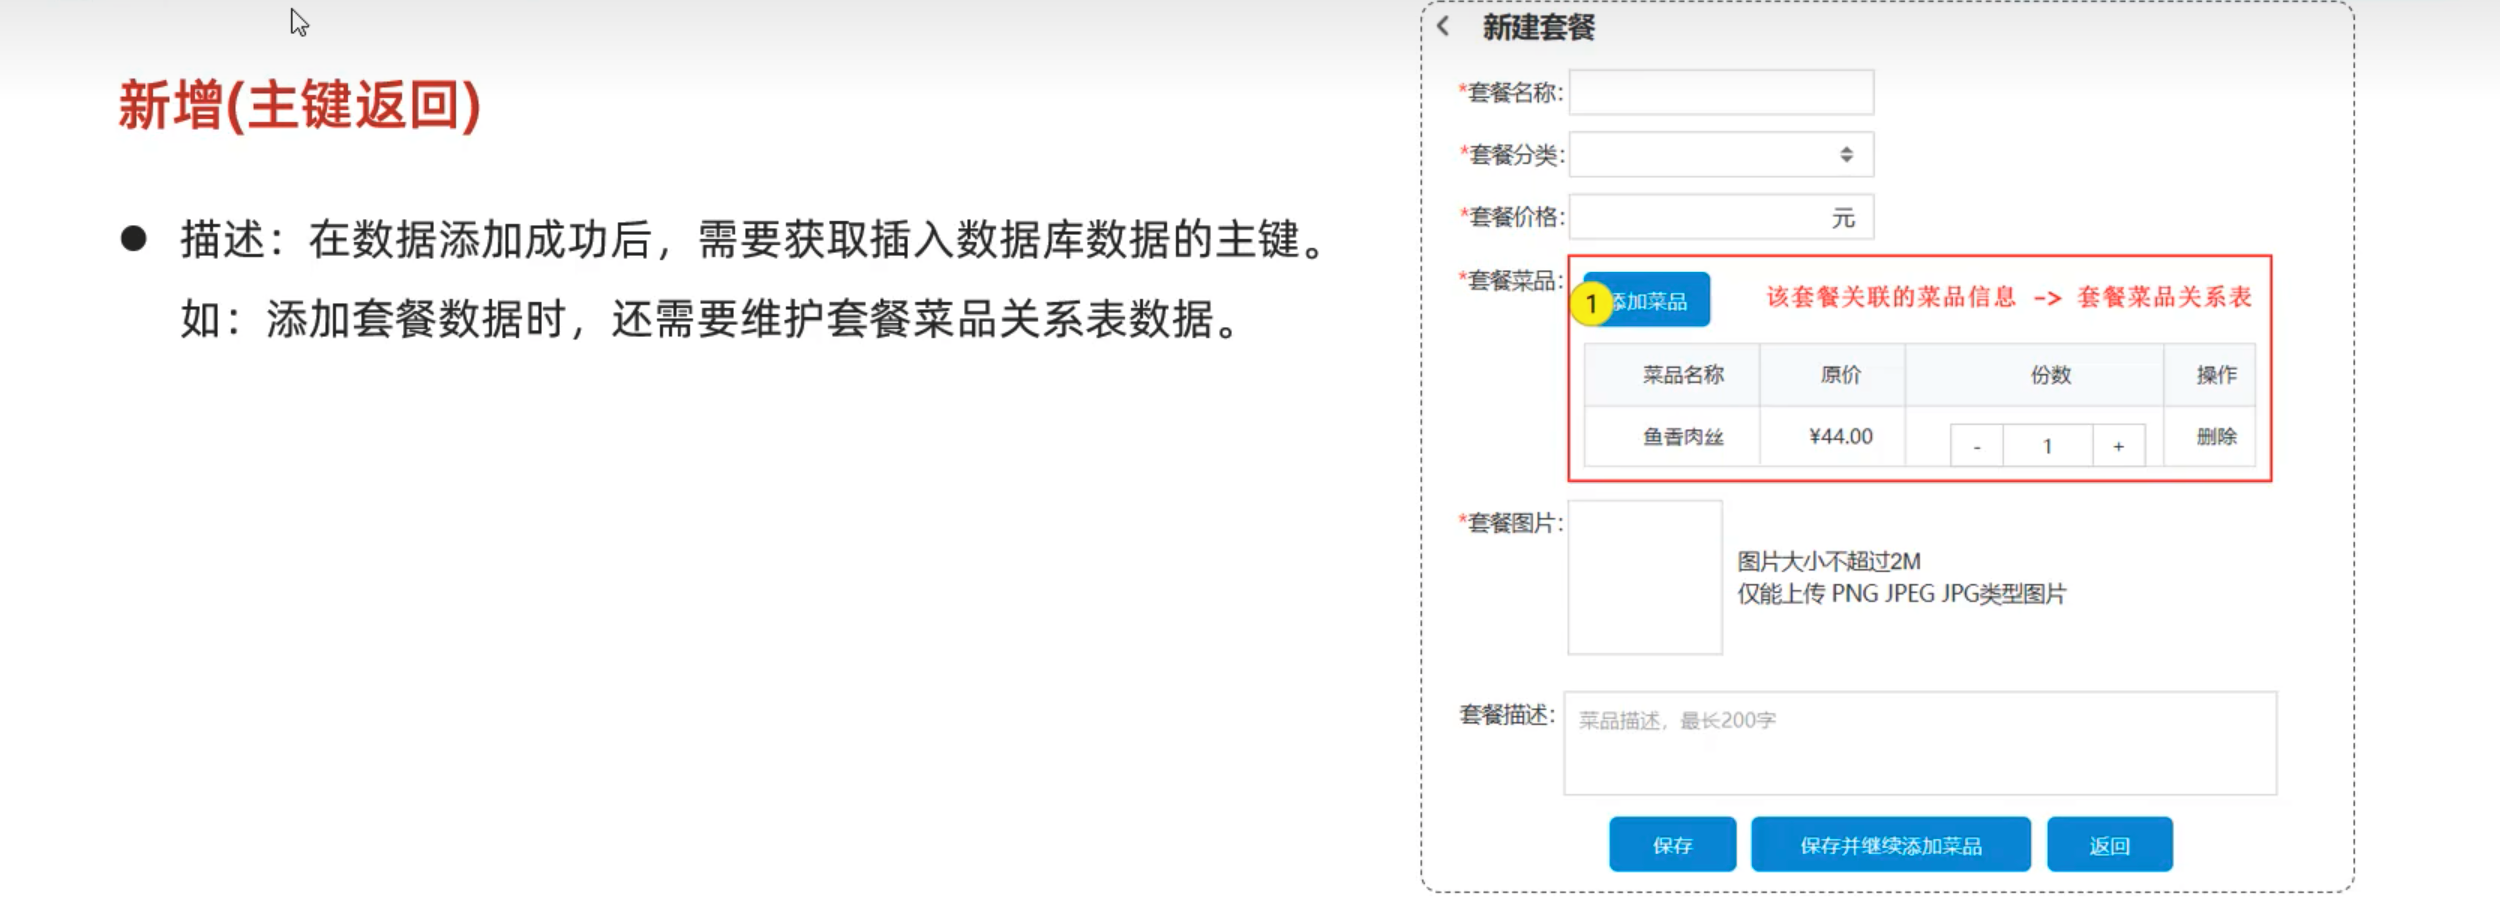 新增(主键返回)
● 描述：在数据添加成功后，需要获取插入数据库数据的主键。
如：添加套餐数据时，还需要维护套餐菜品关系表数据。
新建套餐
*套餐名称:
*套餐分类:
*套餐价格: 元
*套餐菜品: 1 添加菜品 该套餐关联的菜品信息 -> 套餐菜品关系表
菜品名称 原价 份数 操作
鱼香肉丝 ¥44.00 - 1 + 删除
*套餐图片:
图片大小不超过2M
仅能上传 PNG JPEG JPG类型图片
套餐描述: 菜品描述，最长200字
保存 保存并继续添加菜品 返回